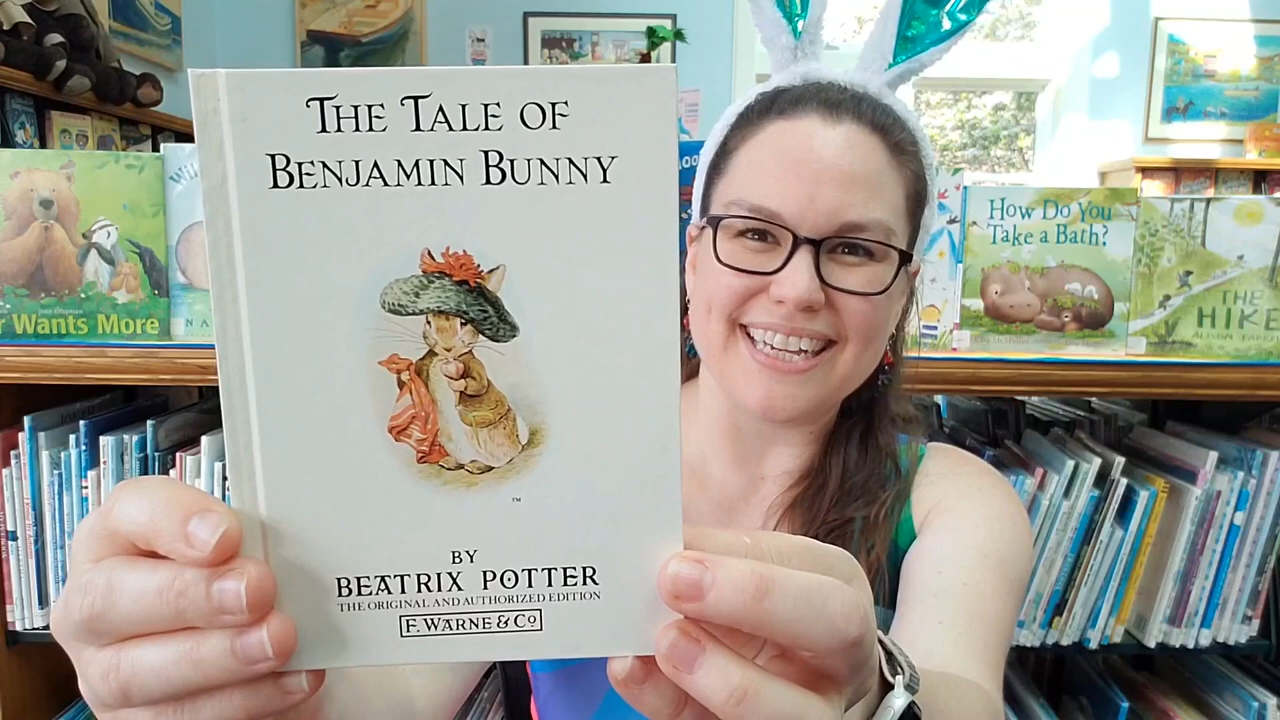 THE TALE OF
BENJAMIN BUNNY
™
BY
BEATRIX POTTER
THE ORIGINAL AND AUTHORIZED EDITION
F. WARNE & Co
r Wants More
How Do You
Take a Bath?
THE
HIKE